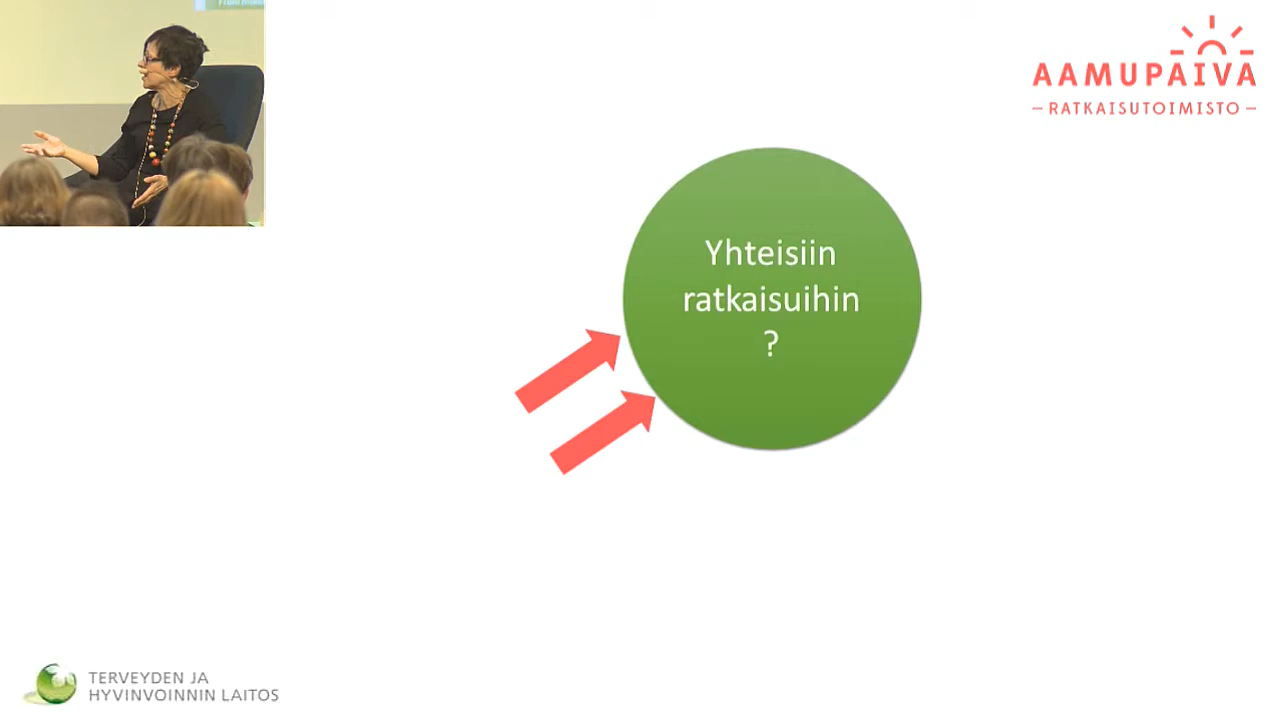 AAMUPAIVA
– RATKAISUTOIMISTO –
Yhteisiin
ratkaisuihin
?
TERVEYDEN JA
HYVINVOINNIN LAITOS